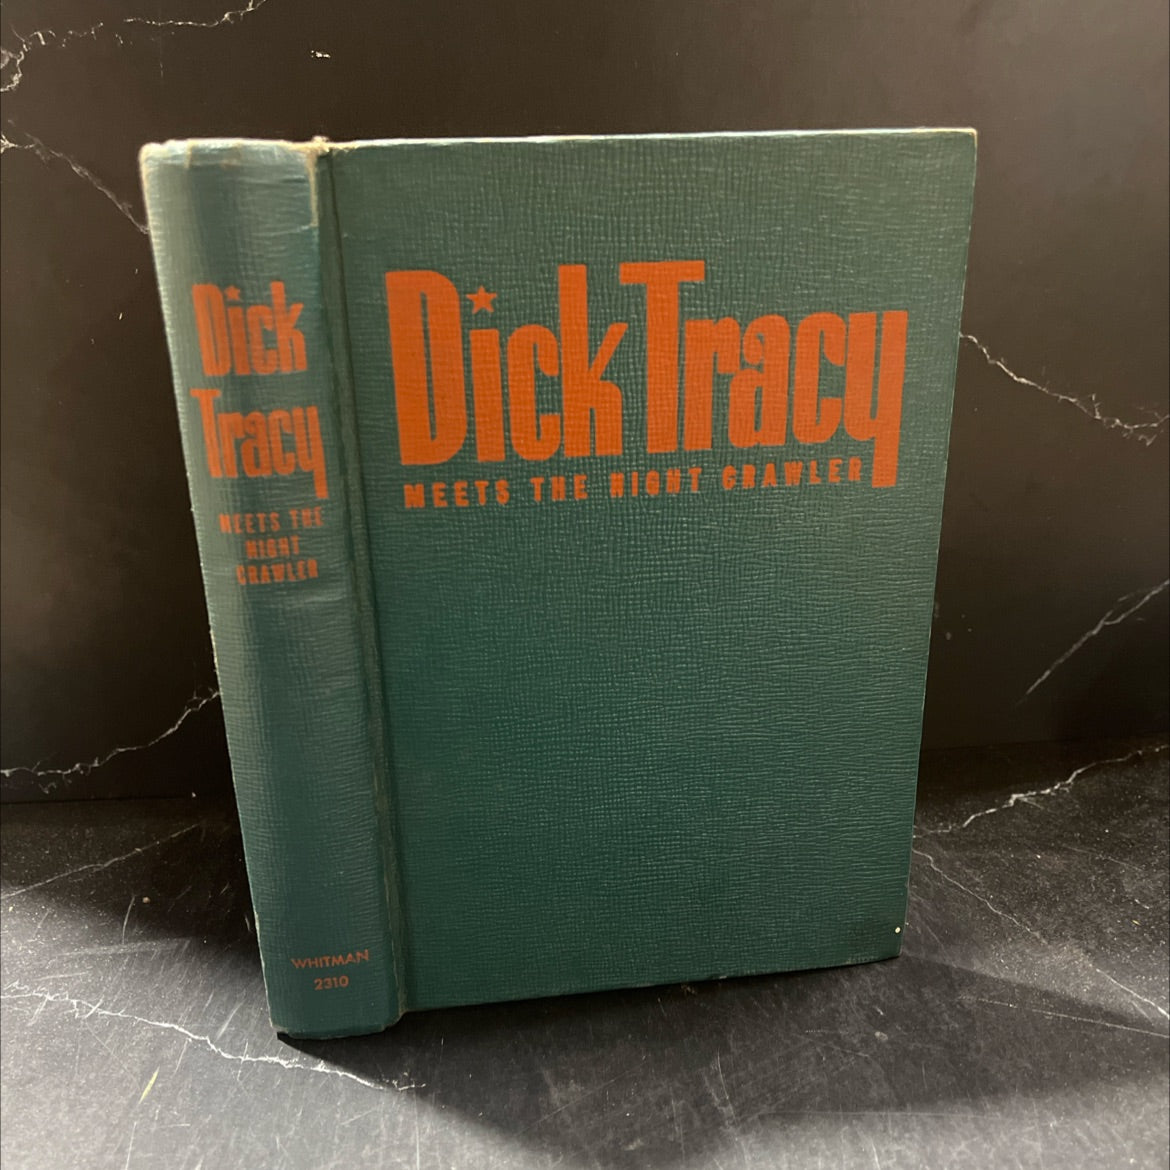 Dick
Tracy
MEETS THE
NIGHT
CRAWLER
WHITMAN
2310
Dick Tracy
MEETS THE NIGHT CRAWLER